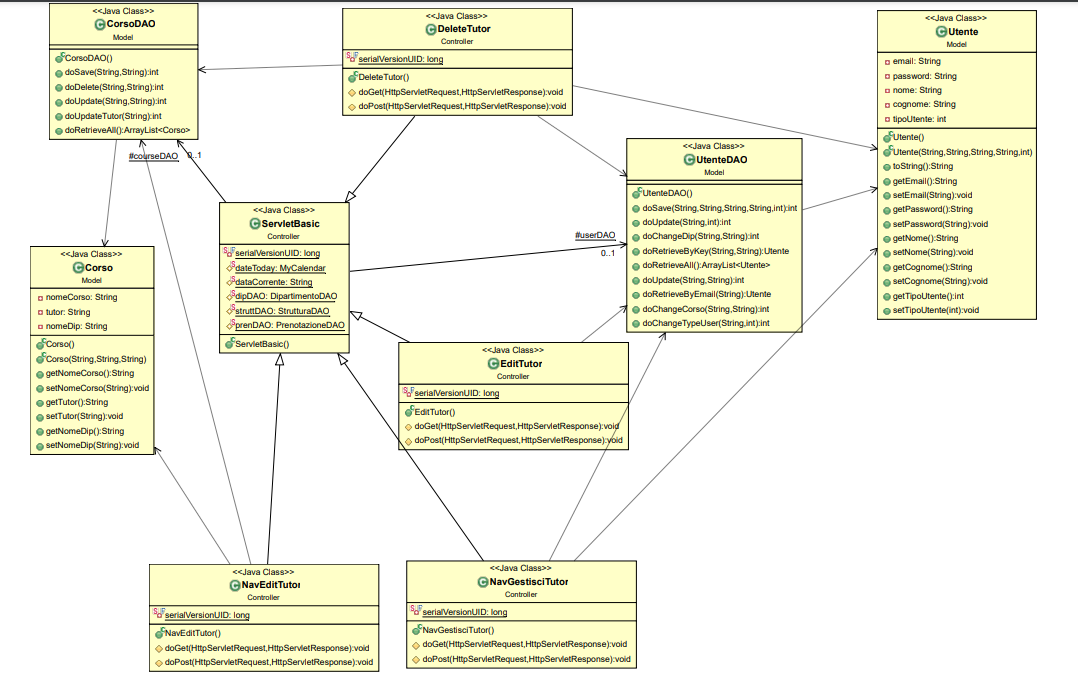 <<Java Class>>
CorsoDAO
Model
CorsoDAO()
doSave(String,String):int
doDelete(String,String):int
doUpdate(String,String):int
doUpdateTutor(String):int
doRetrieveAll():ArrayList<Corso>
<<Java Class>>
DeleteTutor
Controller
serialVersionUID: long
DeleteTutor()
doGet(HttpServletRequest,HttpServletResponse):void
doPost(HttpServletRequest,HttpServletResponse):void
<<Java Class>>
Utente
Model
email: String
password: String
nome: String
cognome: String
tipoUtente: int
Utente()
Utente(String,String,String,String,int)
toString():String
getEmail():String
setEmail(String):void
getPassword():String
setPassword(String):void
getNome():String
setNome(String):void
getCognome():String
setCognome(String):void
getTipoUtente():int
setTipoUtente(int):void
#courseDAO
0..1
<<Java Class>>
UtenteDAO
Model
UtenteDAO()
doSave(String,String,String,String,int):int
doUpdate(String,int):int
doChangeDip(String,String):int
doRetrieveByKey(String,String):Utente
doRetrieveAll():ArrayList<Utente>
doUpdate(String,String):int
doRetrieveByEmail(String):Utente
doChangeCorso(String,String):int
doChangeTypeUser(String,int):int
<<Java Class>>
ServletBasic
Controller
serialVersionUID: long
dateToday: MyCalendar
dataCorrente: String
dipDAO: DipartimentoDAO
struttDAO: StrutturaDAO
prenDAO: PrenotazioneDAO
ServletBasic()
#userDAO
0..1
<<Java Class>>
Corso
Model
nomeCorso: String
tutor: String
nomeDip: String
Corso()
Corso(String,String,String)
getNomeCorso():String
setNomeCorso(String):void
getTutor():String
setTutor(String):void
getNomeDip():String
setNomeDip(String):void
<<Java Class>>
EditTutor
Controller
serialVersionUID: long
EditTutor()
doGet(HttpServletRequest,HttpServletResponse):void
doPost(HttpServletRequest,HttpServletResponse):void
<<Java Class>>
NavEditTutor
Controller
serialVersionUID: long
NavEditTutor()
doGet(HttpServletRequest,HttpServletResponse):void
doPost(HttpServletRequest,HttpServletResponse):void
<<Java Class>>
NavGestisciTutor
Controller
serialVersionUID: long
NavGestisciTutor()
doGet(HttpServletRequest,HttpServletResponse):void
doPost(HttpServletRequest,HttpServletResponse):void